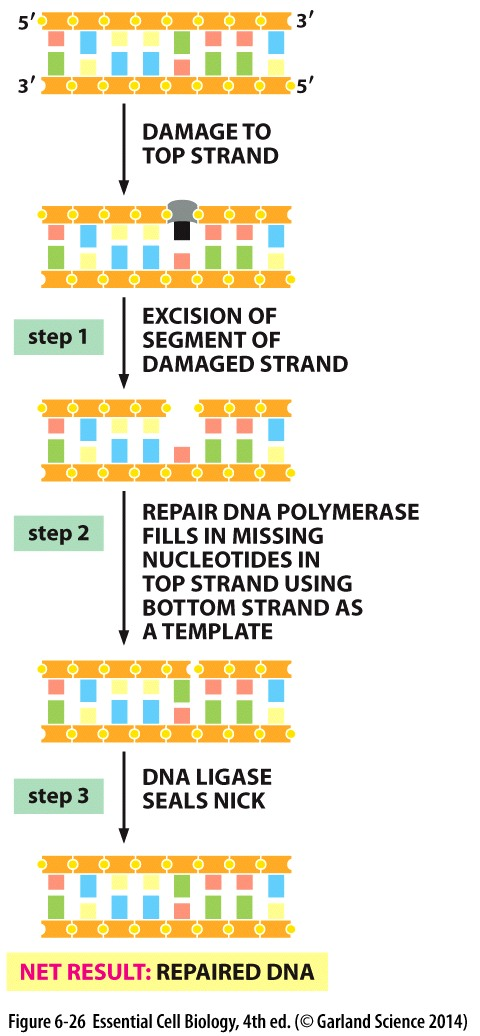 5′ 3′
3′ 5′
DAMAGE TO
TOP STRAND
step 1
EXCISION OF
SEGMENT OF
DAMAGED STRAND
step 2
REPAIR DNA POLYMERASE
FILLS IN MISSING
NUCLEOTIDES IN
TOP STRAND USING
BOTTOM STRAND AS
A TEMPLATE
step 3
DNA LIGASE
SEALS NICK
NET RESULT: REPAIRED DNA
Figure 6-26 Essential Cell Biology, 4th ed. (© Garland Science 2014)